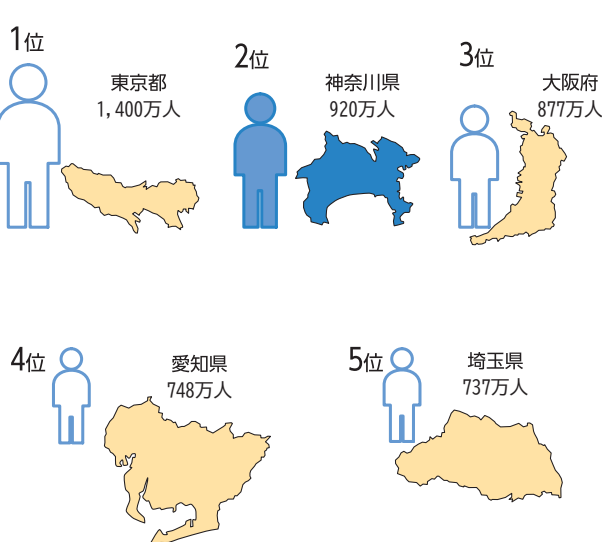 1位
東京都
1,400万人
2位
神奈川県
920万人
3位
大阪府
877万人
4位
愛知県
748万人
5位
埼玉県
737万人